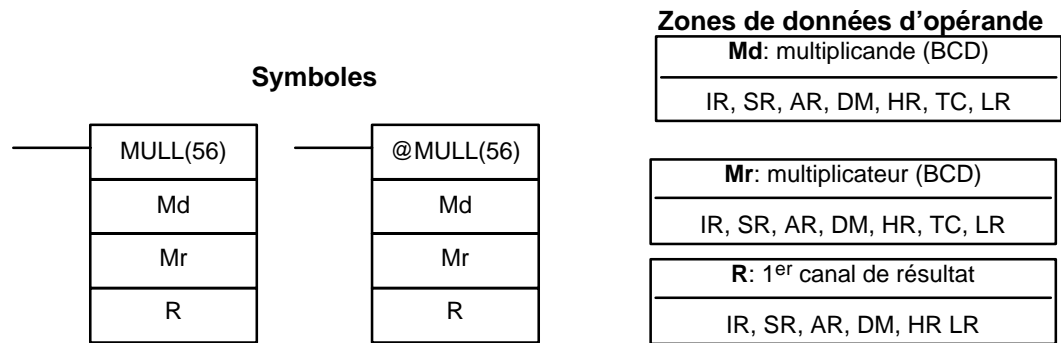 Symboles
MULL(56)
Md
Mr
R
@MULL(56)
Md
Mr
R
Zones de données d’opérande
Md: multiplicande (BCD)
IR, SR, AR, DM, HR, TC, LR
Mr: multiplicateur (BCD)
IR, SR, AR, DM, HR, TC, LR
R: 1er canal de résultat
IR, SR, AR, DM, HR LR